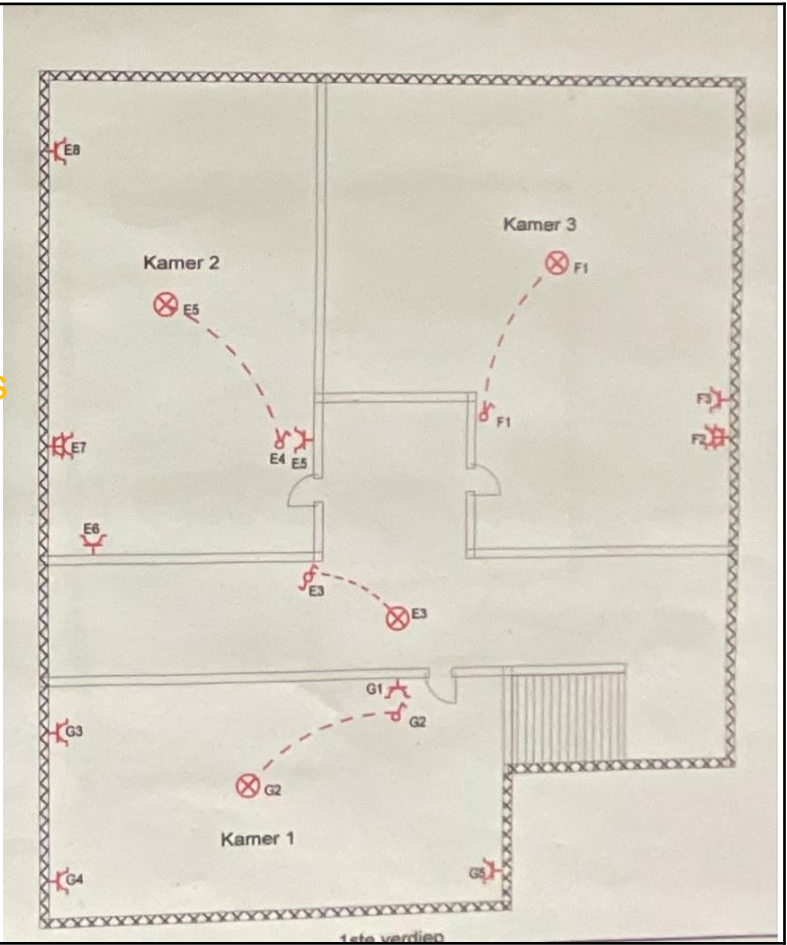 E8
Kamer 3
F1
Kamer 2
E5
s
F3
F1
F2
E7
E4 E5
E6
E3
E3
G1
G2
G3
G2
Kamer 1
G4
G5
1ste verdiep